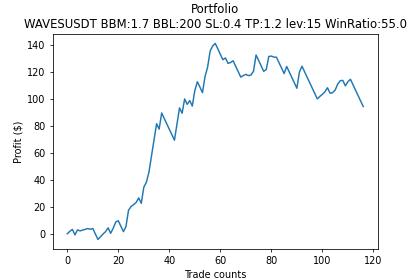 Portfolio
WAVESUSDT BBM:1.7 BBL:200 SL:0.4 TP:1.2 lev:15 WinRatio:55.0
140
120
100
80
60
40
20
0
Profit ($)
0 20 40 60 80 100 120
Trade counts